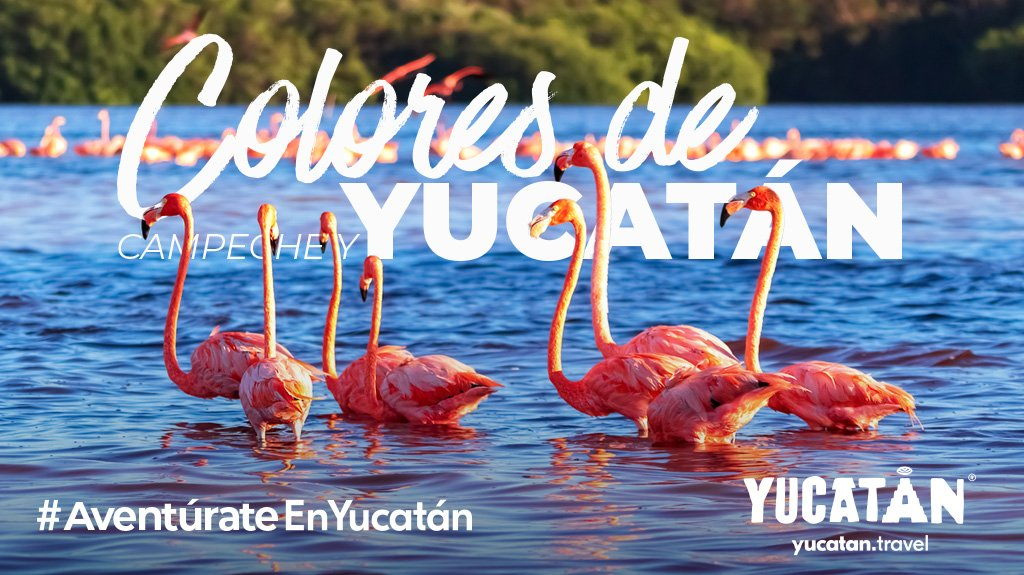 Colores de
CAMPECHE Y YUCATÁN
#AventúrateEnYucatán
YUCATÁN®
yucatan.travel